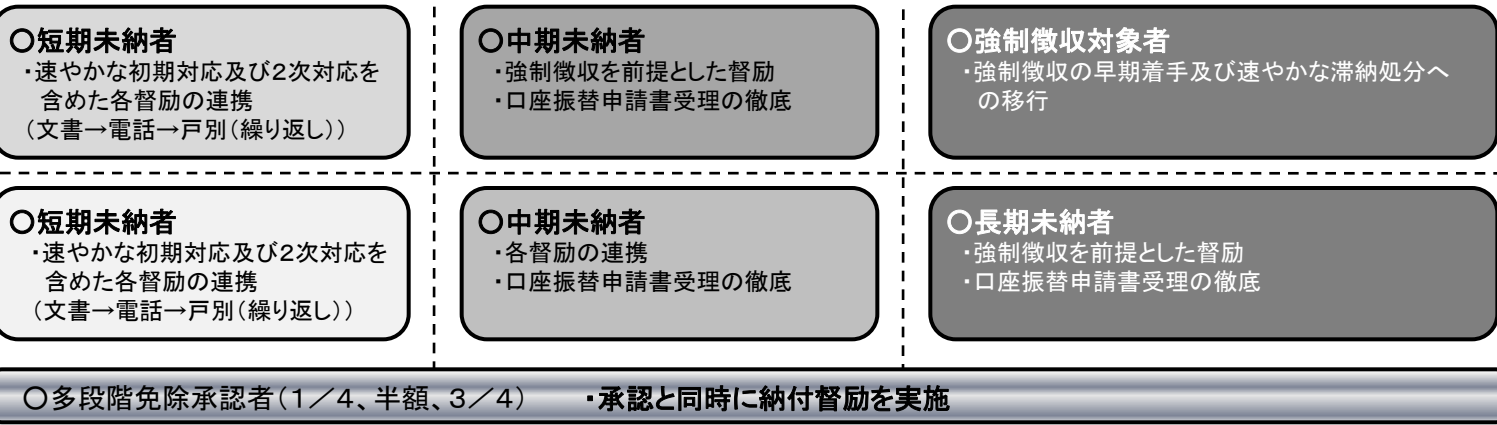 〇短期未納者
・速やかな初期対応及び2次対応を
含めた各督励の連携
（文書→電話→戸別（繰り返し））
〇中期未納者
・強制徴収を前提とした督励
・口座振替申請書受理の徹底
〇強制徴収対象者
・強制徴収の早期着手及び速やかな滞納処分へ
の移行
〇短期未納者
・速やかな初期対応及び2次対応を
含めた各督励の連携
（文書→電話→戸別（繰り返し））
〇中期未納者
・各督励の連携
・口座振替申請書受理の徹底
〇長期未納者
・強制徴収を前提とした督励
・口座振替申請書受理の徹底
〇多段階免除承認者（1／4、半額、3／4）　・承認と同時に納付督励を実施